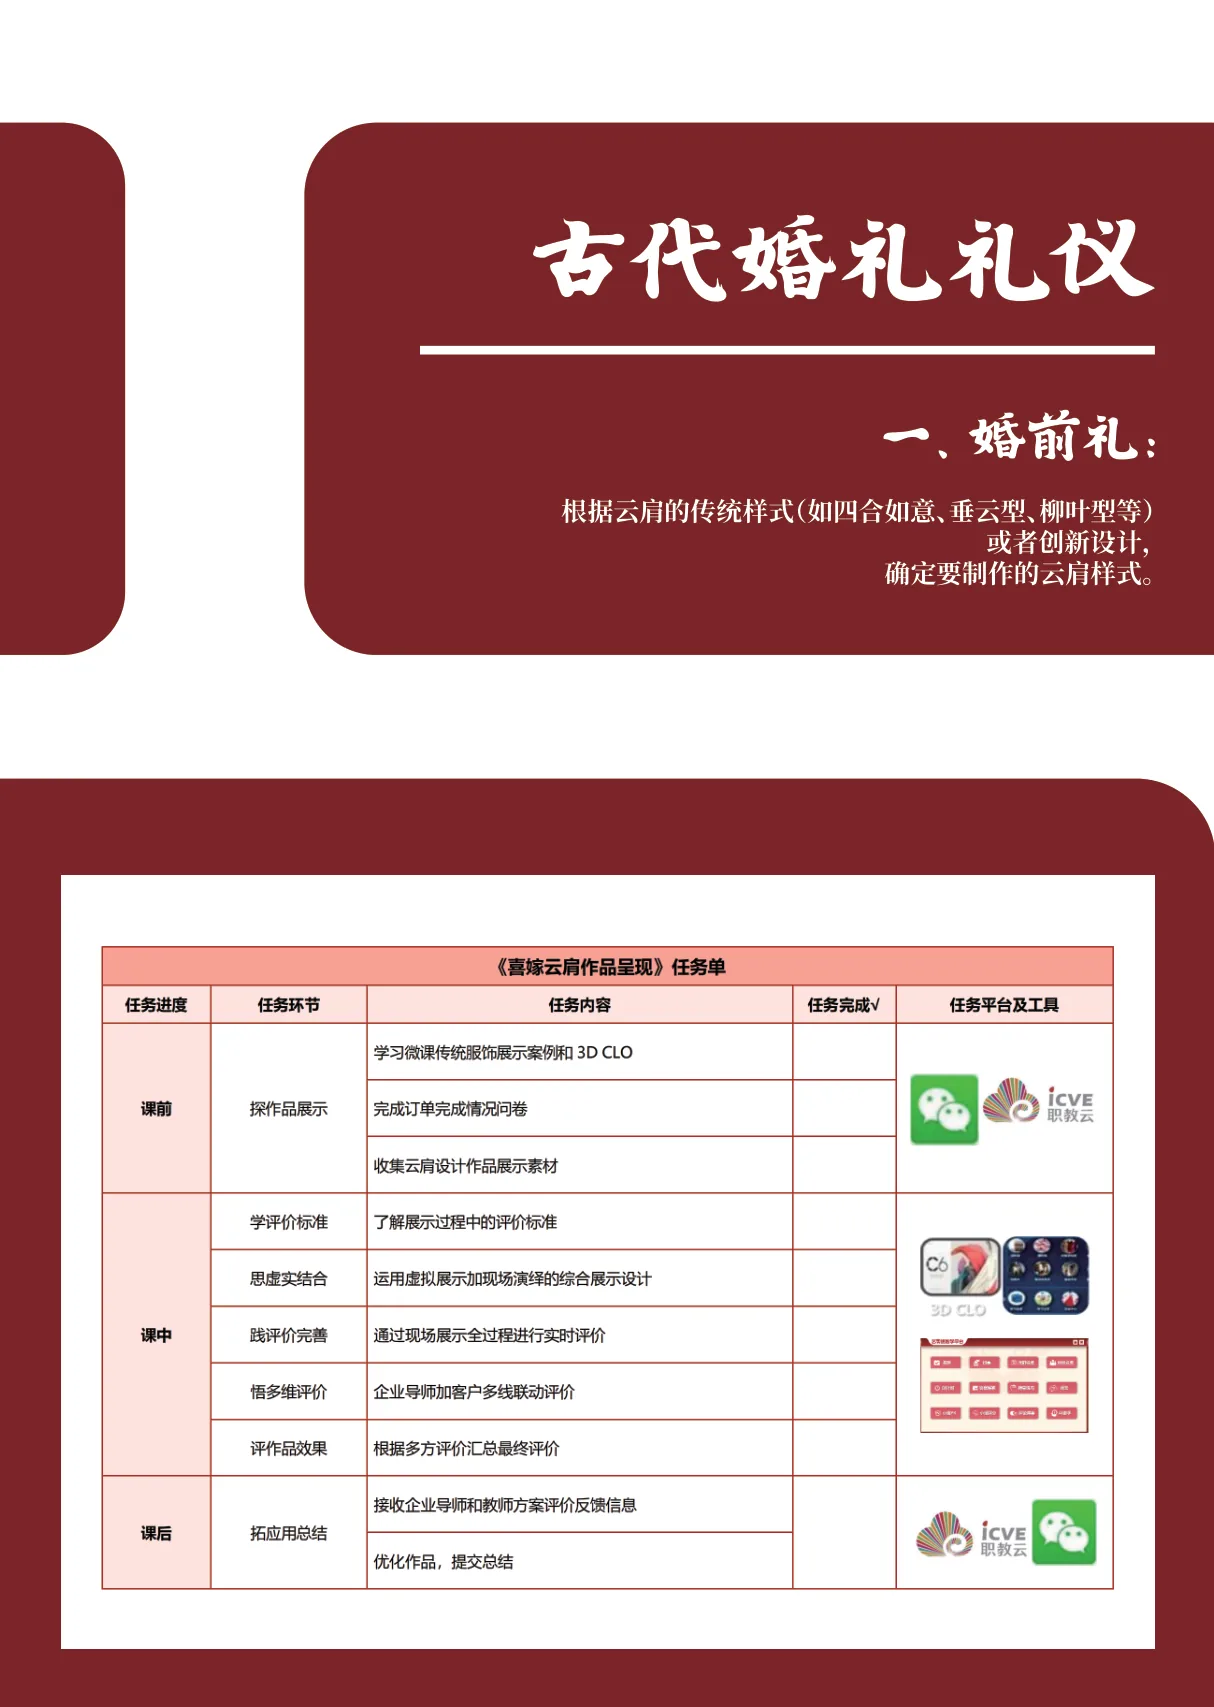 古代婚礼礼仪
一、婚前礼：
根据云肩的传统样式（如四合如意、垂云型、柳叶型等）
或者创新设计，
确定要制作的云肩样式。
《喜嫁云肩作品呈现》任务单
任务进度 任务环节 任务内容 任务完成√ 任务平台及工具
课前 探作品展示 学习微课传统服饰展示案例和 3D CLO
完成订单完成情况问卷
收集云肩设计作品展示素材
icve
职教云
课中 学评价标准 了解展示过程中的评价标准
思虚实结合 运用虚拟展示加现场演绎的综合展示设计
践评价完善 通过现场展示全过程进行实时评价
悟多维评价 企业导师加客户多线联动评价
评作品效果 根据多方评价汇总最终评价
3D CLO
课后 拓应用总结 接收企业导师和教师方案评价反馈信息
优化作品，提交总结
icve
职教云